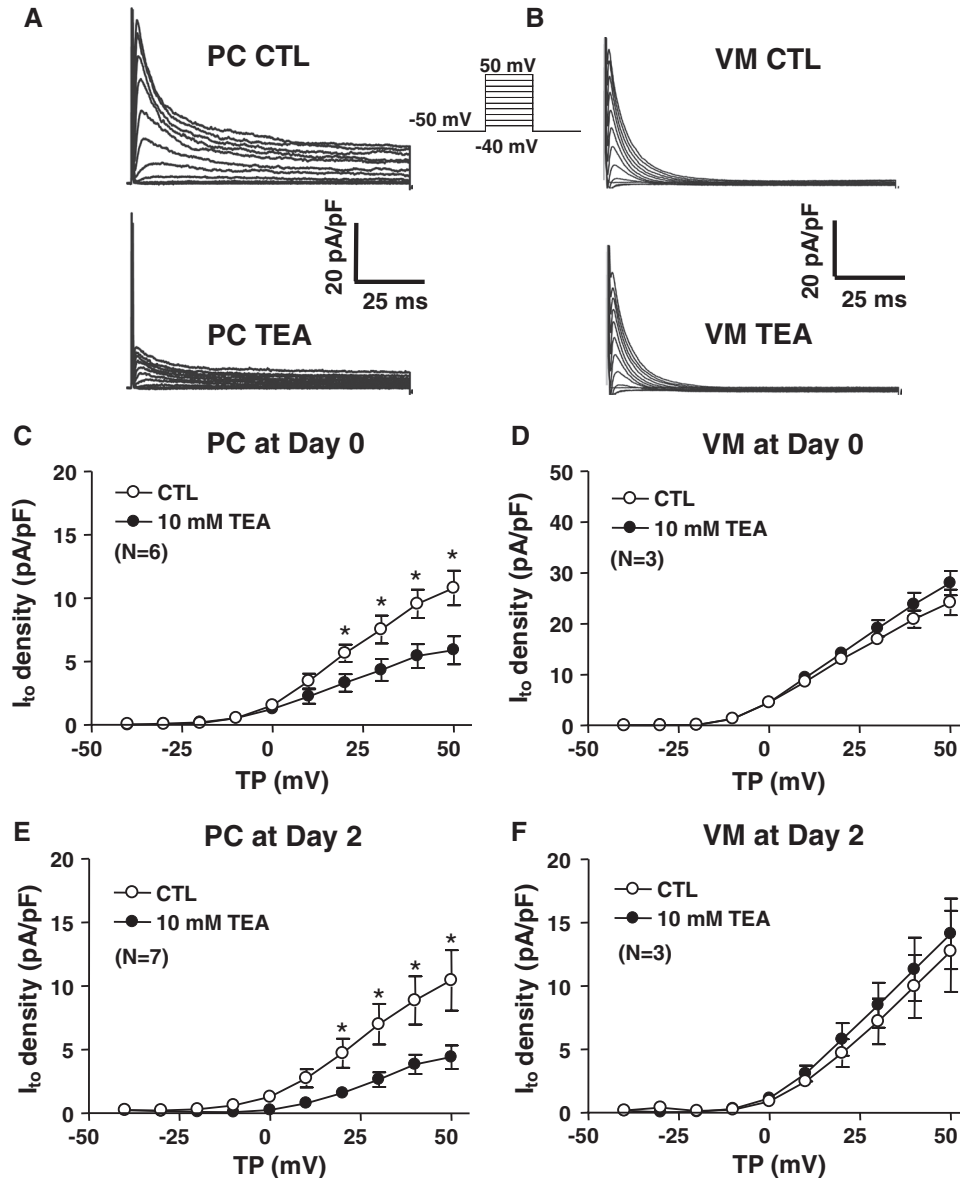 A
PC CTL
50 mV
-50 mV
-40 mV
B
VM CTL
20 pA/pF
25 ms
PC TEA
20 pA/pF
25 ms
VM TEA
C
PC at Day 0
I_to density (pA/pF)
20
15
10
5
0
CTL
10 mM TEA
(N=6)
* * * *
-50 -25 0 25 50
TP (mV)
D
VM at Day 0
I_to density (pA/pF)
50
40
30
20
10
0
CTL
10 mM TEA
(N=3)
-50 -25 0 25 50
TP (mV)
E
PC at Day 2
I_to density (pA/pF)
20
15
10
5
0
CTL
10 mM TEA
(N=7)
* * * *
-50 -25 0 25 50
TP (mV)
F
VM at Day 2
I_to density (pA/pF)
20
15
10
5
0
CTL
10 mM TEA
(N=3)
-50 -25 0 25 50
TP (mV)